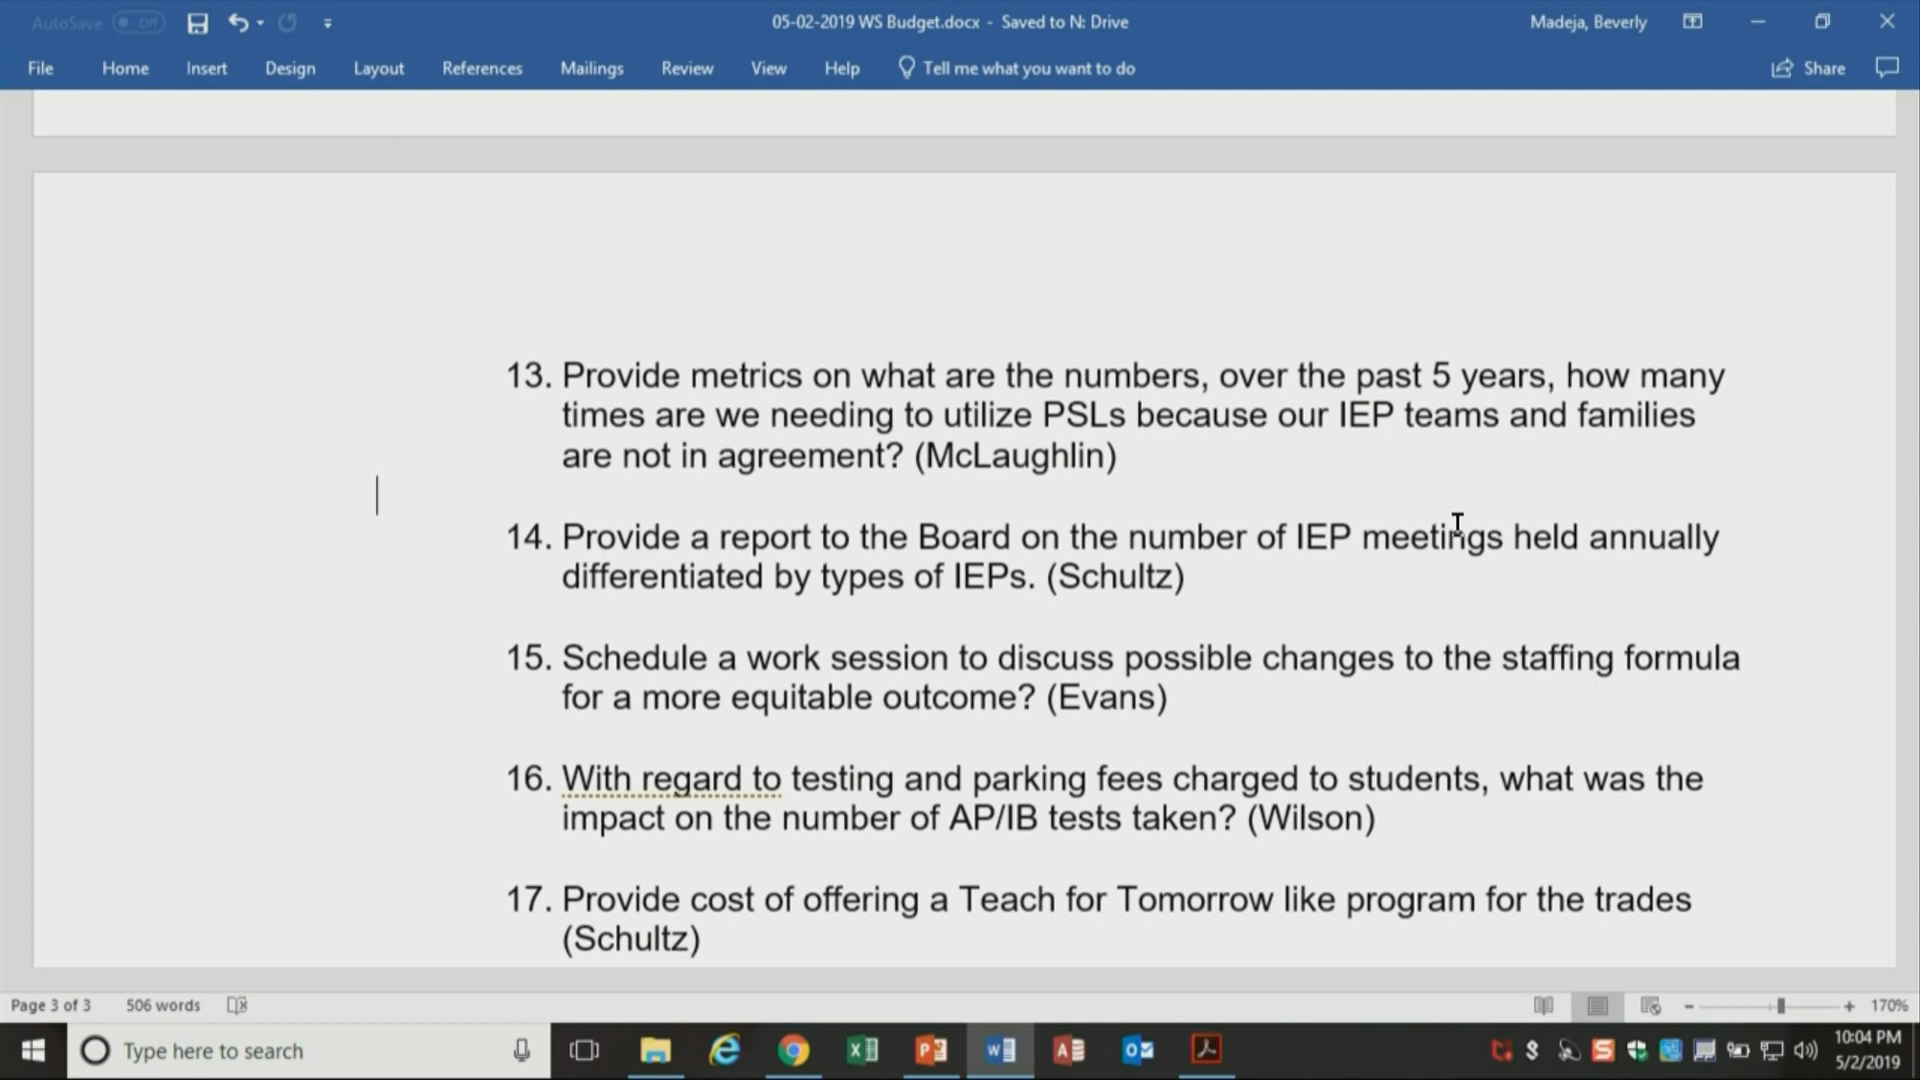 AutoSave Off
05-02-2019 WS Budget.docx - Saved to N: Drive
Madeja, Beverly
File Home Insert Design Layout References Mailings Review View Help Tell me what you want to do Share
13. Provide metrics on what are the numbers, over the past 5 years, how many
times are we needing to utilize PSLs because our IEP teams and families
are not in agreement? (McLaughlin)
14. Provide a report to the Board on the number of IEP meetings held annually
differentiated by types of IEPs. (Schultz)
15. Schedule a work session to discuss possible changes to the staffing formula
for a more equitable outcome? (Evans)
16. With regard to testing and parking fees charged to students, what was the
impact on the number of AP/IB tests taken? (Wilson)
17. Provide cost of offering a Teach for Tomorrow like program for the trades
(Schultz)
Page 3 of 3 506 words 170%
Type here to search
10:04 PM
5/2/2019